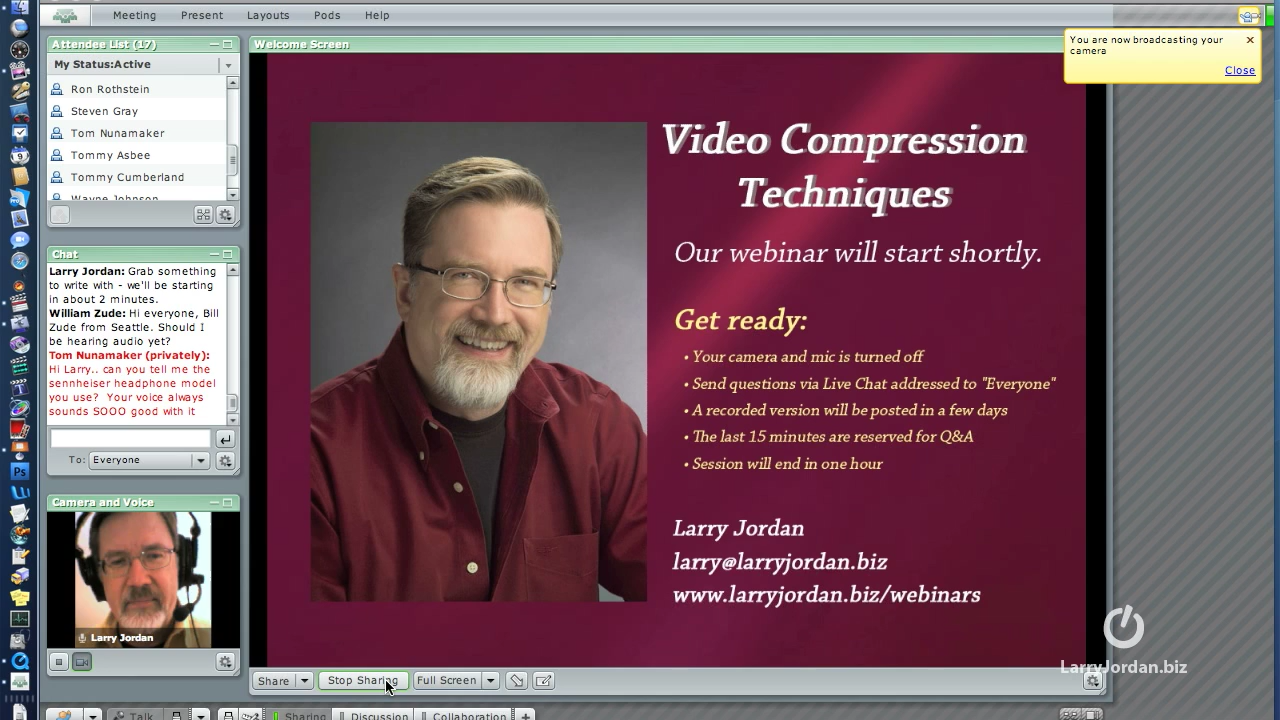 Meeting Present Layouts Pods Help
Attendee List (17)
My Status:Active
Ron Rothstein
Steven Gray
Tom Nunamaker
Tommy Asbee
Tommy Cumberland
Wayne Johnson
Chat
Larry Jordan: Grab something
to write with - we'll be starting
in about 2 minutes.
William Zude: Hi everyone, Bill
Zude from Seattle. Should I
be hearing audio yet?
Tom Nunamaker (privately):
Hi Larry.. can you tell me the
sennheiser headphone model
you use? Your voice always
sounds SOOO good with it
To: Everyone
Camera and Voice
Larry Jordan
Welcome Screen
Video Compression
Techniques
Our webinar will start shortly.
Get ready:
• Your camera and mic is turned off
• Send questions via Live Chat addressed to "Everyone"
• A recorded version will be posted in a few days
• The last 15 minutes are reserved for Q&A
• Session will end in one hour
Larry Jordan
larry@larryjordan.biz
www.larryjordan.biz/webinars
You are now broadcasting your
camera
Close
LarryJordan.biz
Share Stop Sharing Full Screen
Talk Sharing Discussion Collaboration +
9
Ps